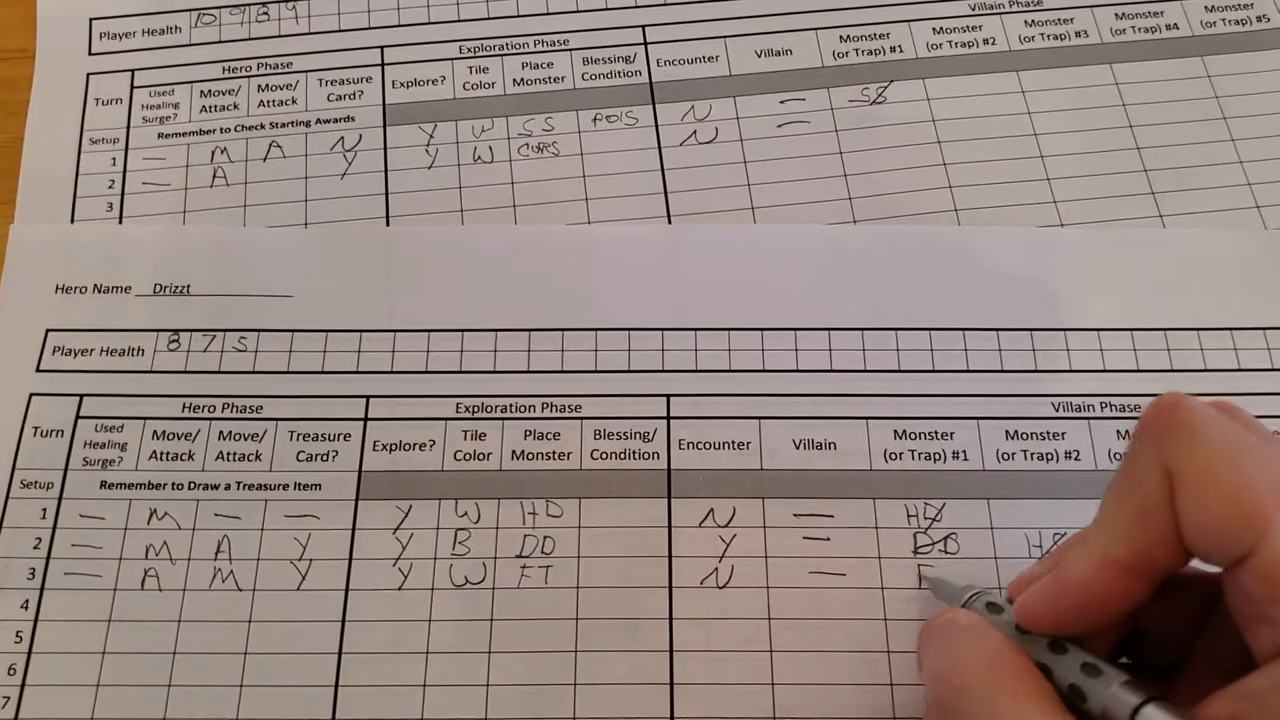 Player Health 10 9 8 9
Hero Phase Exploration Phase Villain Phase
Turn Used Healing Surge? Move/ Attack Move/ Attack Treasure Card? Explore? Tile Color Place Monster Blessing/ Condition Encounter Villain Monster (or Trap) #1 Monster (or Trap) #2 Monster (or Trap) #3 Monster (or Trap) #4 Monster (or Trap) #5
Setup Remember to Check Starting Awards
1 — M A N Y W SS POIS N — SS
2 — A Y Y W CURS N —
3
Hero Name Drizzt
Player Health 8 7 5
Hero Phase Exploration Phase Villain Phase
Turn Used Healing Surge? Move/ Attack Move/ Attack Treasure Card? Explore? Tile Color Place Monster Blessing/ Condition Encounter Villain Monster (or Trap) #1 Monster (or Trap) #2
Setup Remember to Draw a Treasure Item
1 — M — — Y W HD N — HD
2 — M A Y Y B DD Y — DD
3 — A M Y Y W FT N — F
4
5
6
7